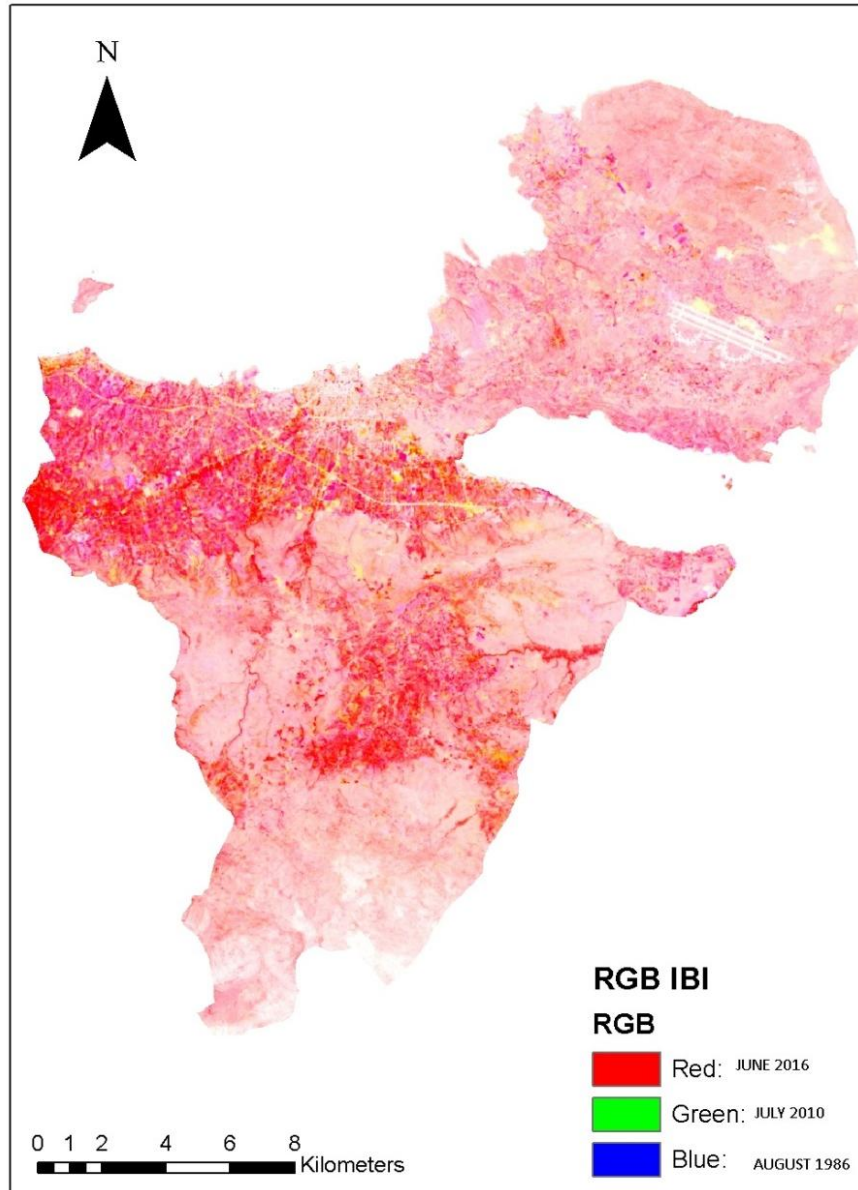 N
RGB IBI
RGB
Red: JUNE 2016
Green: JULY 2010
Blue: AUGUST 1986
0 1 2 4 6 8
Kilometers